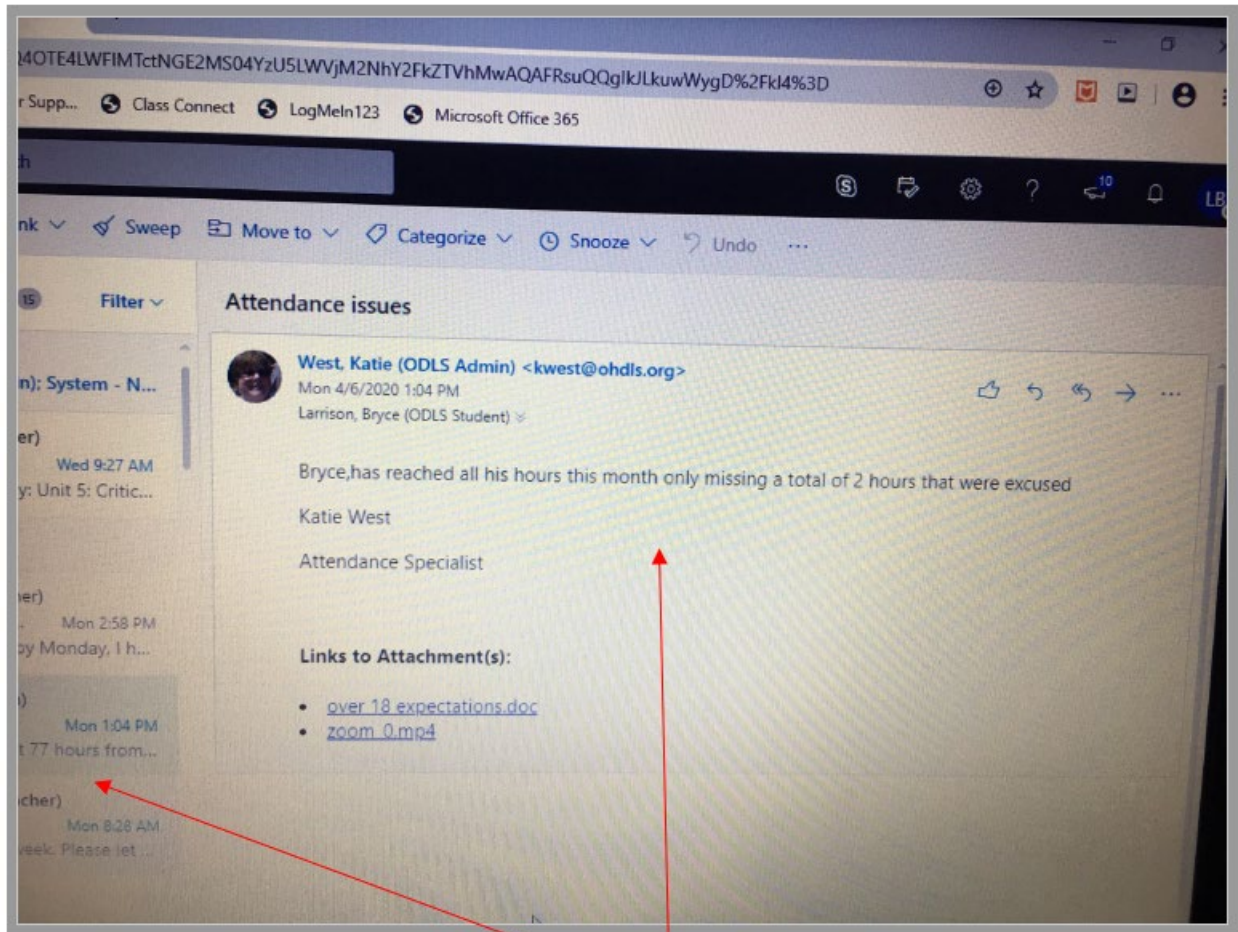 I4OTE4LWFlMTctNGE2MS04YzU5LWVjM2NhY2FkZTVhMwAQAFRsuQQgIkJLkuwWygD%2FkI4%3D
r Supp... Class Connect LogMeIn123 Microsoft Office 365
ch
nk Sweep Move to Categorize Snooze Undo ...
10
LB
15 Filter
Attendance issues
West, Katie (ODLS Admin) <kwest@ohdls.org>
Mon 4/6/2020 1:04 PM
Larrison, Bryce (ODLS Student)
Bryce,has reached all his hours this month only missing a total of 2 hours that were excused
Katie West
Attendance Specialist
Links to Attachment(s):
• over 18 expectations.doc
• zoom_0.mp4
n): System - N...
er)
Wed 9:27 AM
y: Unit 5: Critic...
her)
Mon 2:58 PM
by Monday, I h...
Mon 1:04 PM
t 77 hours from...
cher)
Mon 8:28 AM
week. Please let ...